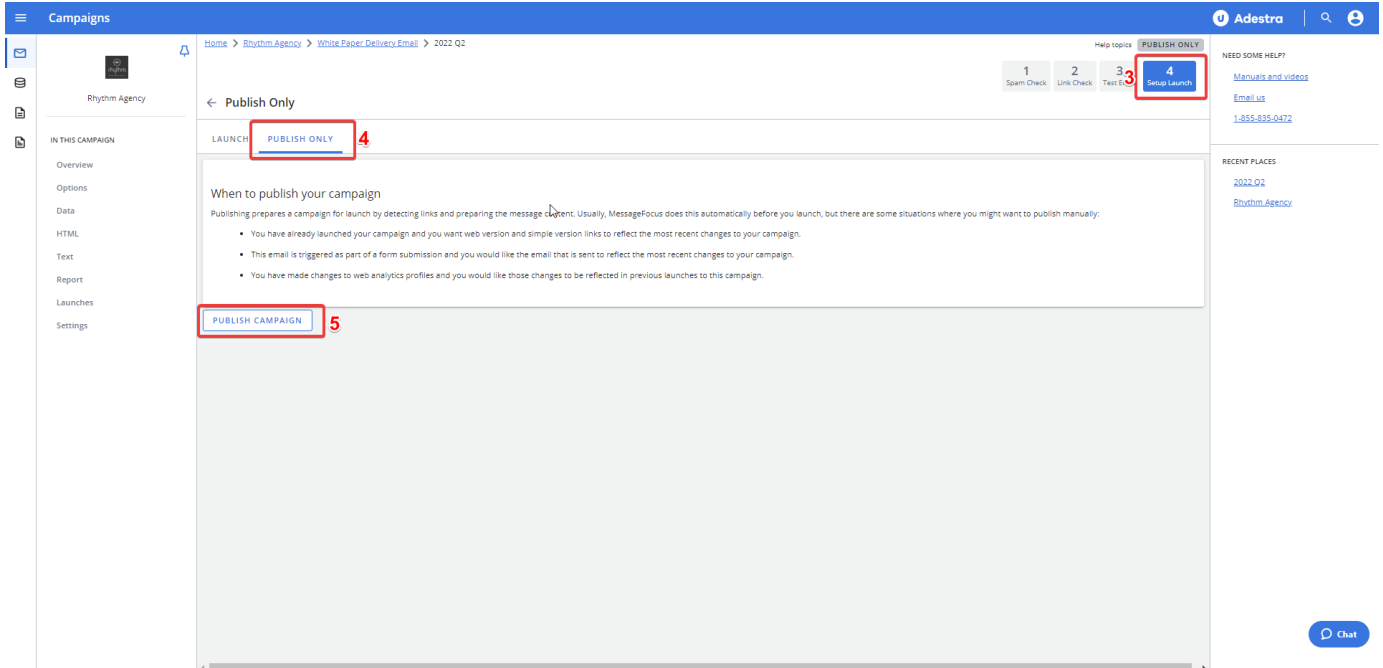 Campaigns
Adestra
rhythm
Rhythm Agency
IN THIS CAMPAIGN
Overview
Options
Data
HTML
Text
Report
Launches
Settings
Home > Rhythm Agency > White Paper Delivery Email > 2022 Q2
Help topics PUBLISH ONLY
1 Spam Check
2 Link Check
3 Test
3
4 Setup Launch
← Publish Only
LAUNCH PUBLISH ONLY 4
When to publish your campaign
Publishing prepares a campaign for launch by detecting links and preparing the message content. Usually, MessageFocus does this automatically before you launch, but there are some situations where you might want to publish manually:
• You have already launched your campaign and you want web version and simple version links to reflect the most recent changes to your campaign.
• This email is triggered as part of a form submission and you would like the email that is sent to reflect the most recent changes to your campaign.
• You have made changes to web analytics profiles and you would like those changes to be reflected in previous launches to this campaign.
PUBLISH CAMPAIGN 5
NEED SOME HELP?
Manuals and videos
Email us
1-855-835-0472
RECENT PLACES
2022 Q2
Rhythm Agency
Chat